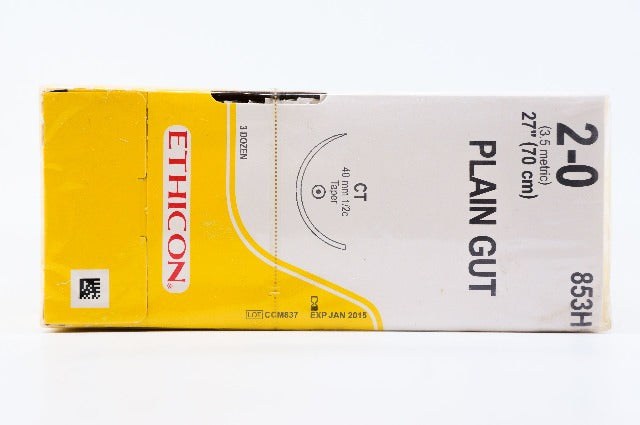 2-0
(3.5 metric)
27" (70 cm)
853H
PLAIN GUT
CT
40 mm 1/2c
Taper
3 DOZEN
ETHICON
LOT CCM837
EXP JAN 2015